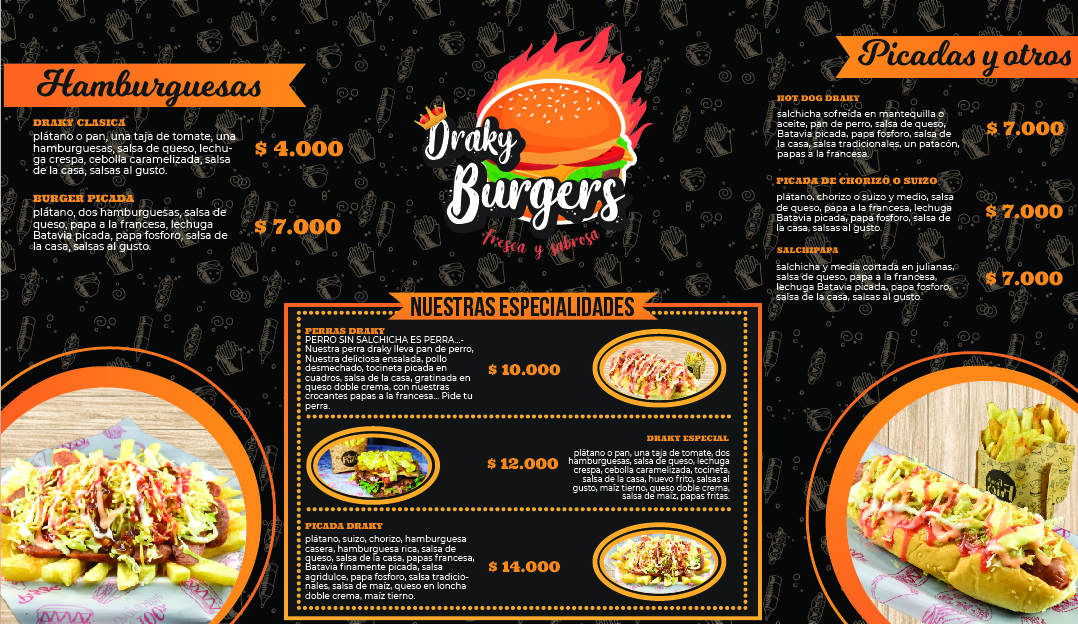 Hamburguesas
DRAKY CLASICA
plátano o pan, una taja de tomate, una
hamburguesas, salsa de queso, lechu-
ga crespa, cebolla caramelizada, salsa
de la casa, salsas al gusto.
$ 4.000
BURGER PICADA
plátano, dos hamburguesas, salsa de
queso, papa a la francesa, lechuga
Batavia picada, papa fosforo, salsa de
la casa, salsas al gusto.
$ 7.000
Draky
Burgers
fresca y sabrosa
Picadas y otros
HOT DOG DRAKY
salchicha sofreida en mantequilla o
aceite, pan de perro, salsa de queso,
Batavia picada, papa fosforo, salsa de
la casa, salsa tradicionales, un patacón,
papas a la francesa.
$ 7.000
PICADA DE CHORIZO O SUIZO
plátano, chorizo o suizo y medio, salsa
de queso, papa a la francesa, lechuga
Batavia picada, papa fosforo, salsa de
la casa, salsas al gusto.
$ 7.000
SALCHIPAPA
salchicha y media cortada en julianas,
salsa de queso, papa a la francesa,
lechuga Batavia picada, papa fosforo,
salsa de la casa, salsas al gusto.
$ 7.000
NUESTRAS ESPECIALIDADES
PERRAS DRAKY
PERRO SIN SALCHICHA ES PERRA...-
Nuestra perra draky lleva pan de perro,
Nuestra deliciosa ensalada, pollo
desmechado, tocineta picada en
cuadros, salsa de la casa, gratinada en
queso doble crema, con nuestras
crocantes papas a la francesa... Pide tu
perra.
$ 10.000
DRAKY ESPECIAL
plátano o pan, una taja de tomate, dos
hamburguesas, salsa de queso, lechuga
crespa, cebolla caramelizada, tocineta,
salsa de la casa, huevo frito, salsas al
gusto, maíz tierno, queso doble crema,
salsa de maíz, papas fritas.
$ 12.000
PICADA DRAKY
plátano, suizo, chorizo, hamburguesa
casera, hamburguesa rica, salsa de
queso, salsa de la casa, papas francesa,
Batavia finamente picada, salsa
agridulce, papa fosforo, salsa tradicio-
nales, salsa de maíz, queso en loncha
doble crema, maíz tierno.
$ 14.000